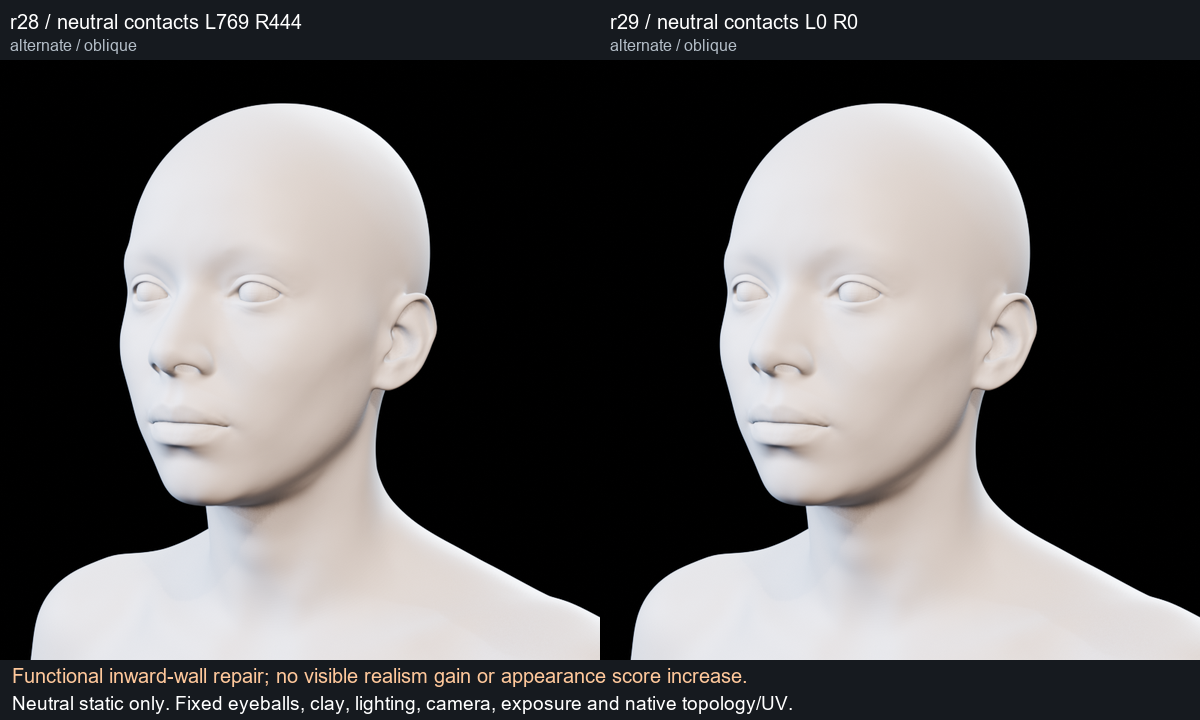 r28 / neutral contacts L769 R444
alternate / oblique
r29 / neutral contacts L0 R0
alternate / oblique
Functional inward-wall repair; no visible realism gain or appearance score increase.
Neutral static only. Fixed eyeballs, clay, lighting, camera, exposure and native topology/UV.